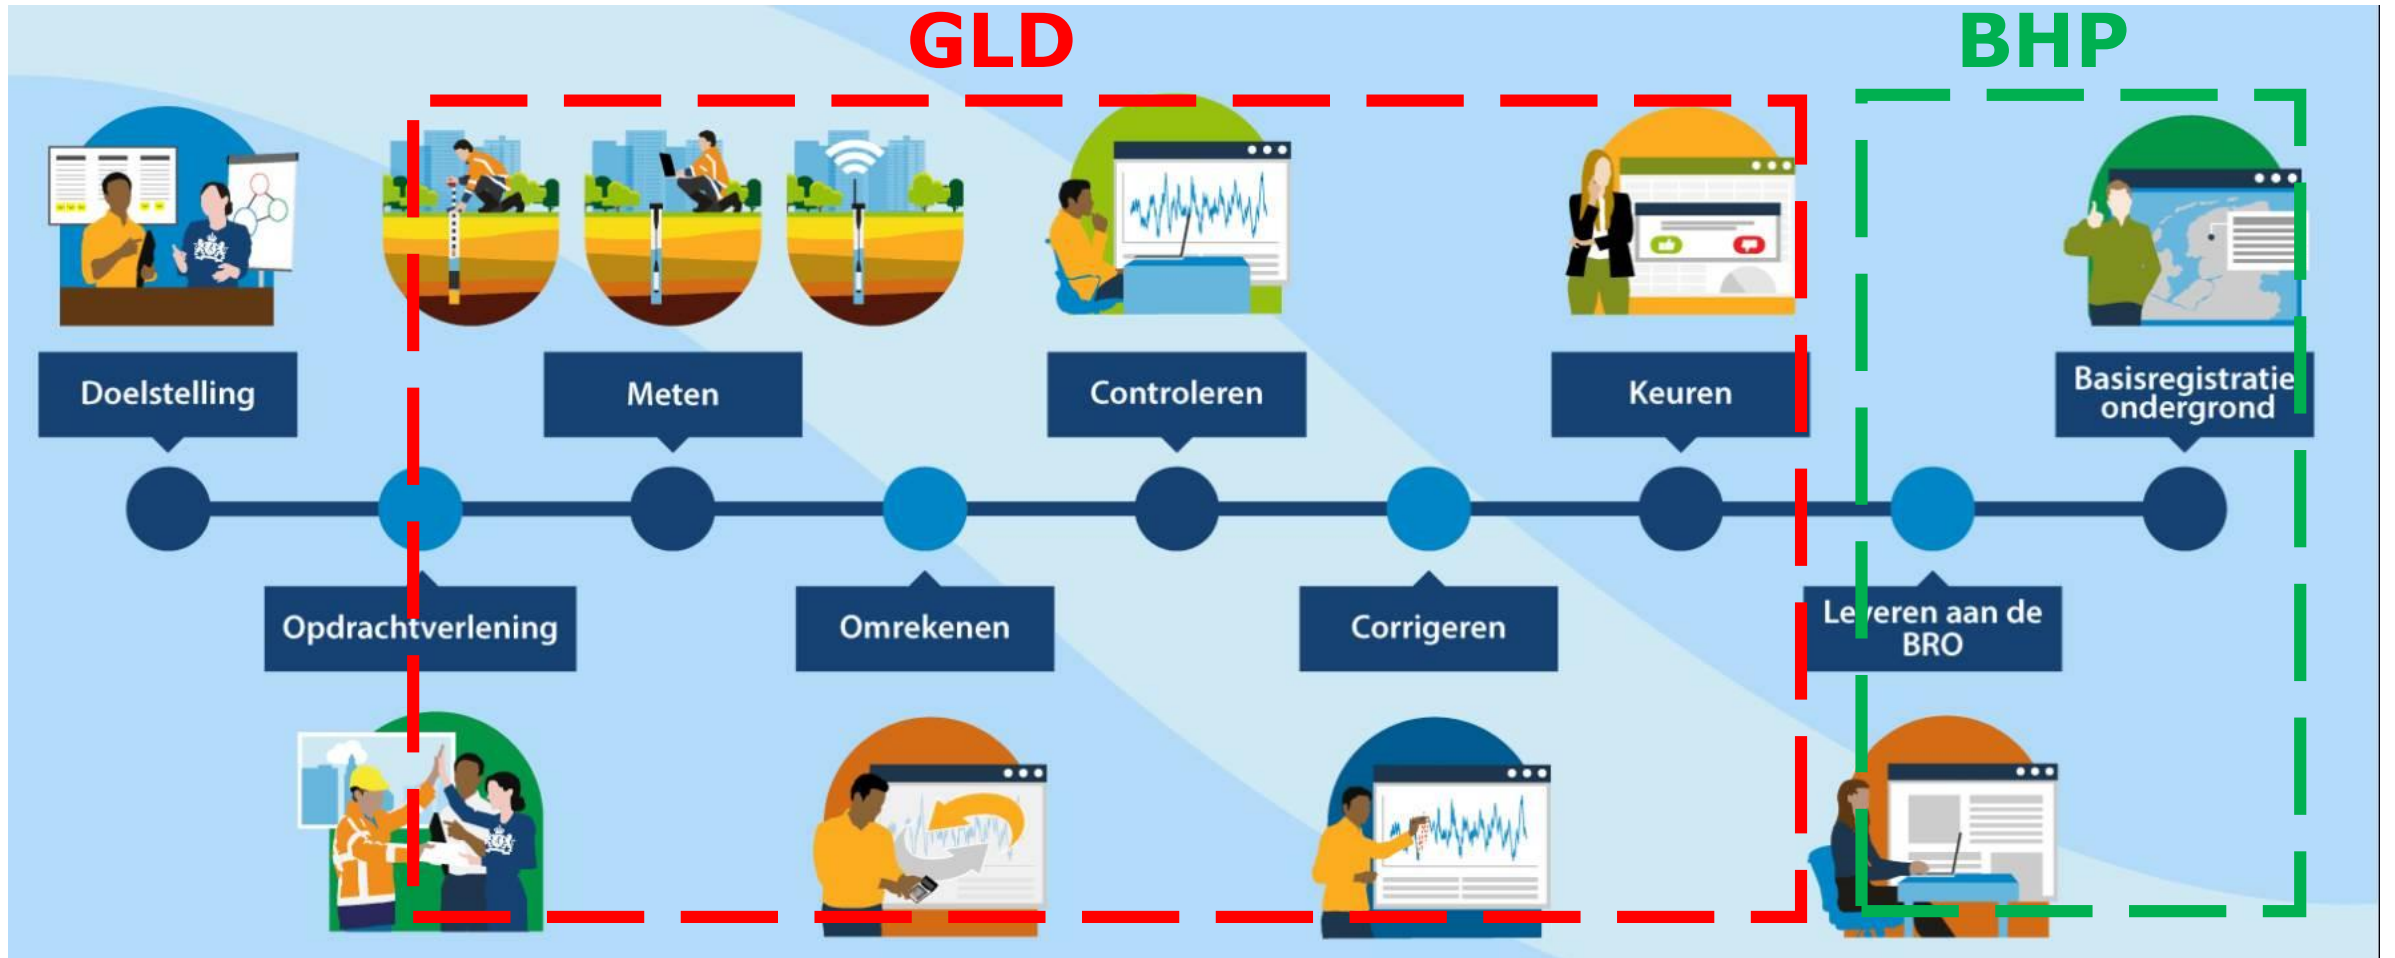 GLD
BHP
Doelstelling
Meten
Controleren
Keuren
Basisregistratie
ondergrond
Opdrachtverlening
Omrekenen
Corrigeren
Leveren aan de
BRO